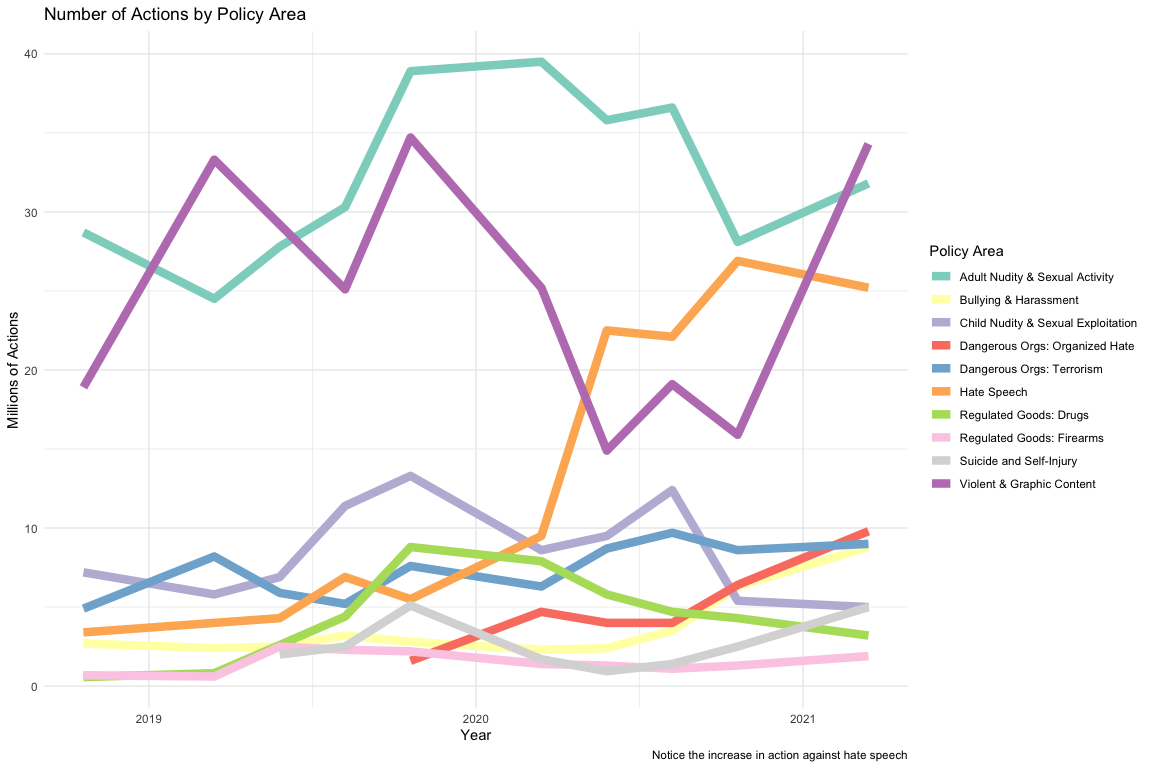 Number of Actions by Policy Area
40
30
20
10
0
Millions of Actions
2019
2020
2021
Year
Policy Area
Adult Nudity & Sexual Activity
Bullying & Harassment
Child Nudity & Sexual Exploitation
Dangerous Orgs: Organized Hate
Dangerous Orgs: Terrorism
Hate Speech
Regulated Goods: Drugs
Regulated Goods: Firearms
Suicide and Self-Injury
Violent & Graphic Content
Notice the increase in action against hate speech